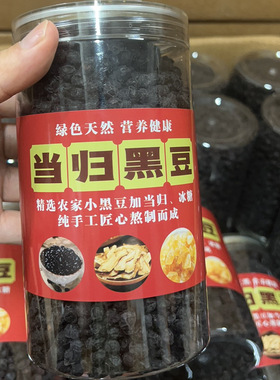 绿色天然 营养健康
当归黑豆
精选农家小黑豆加当归、冰糖
纯手工匠心熬制而成